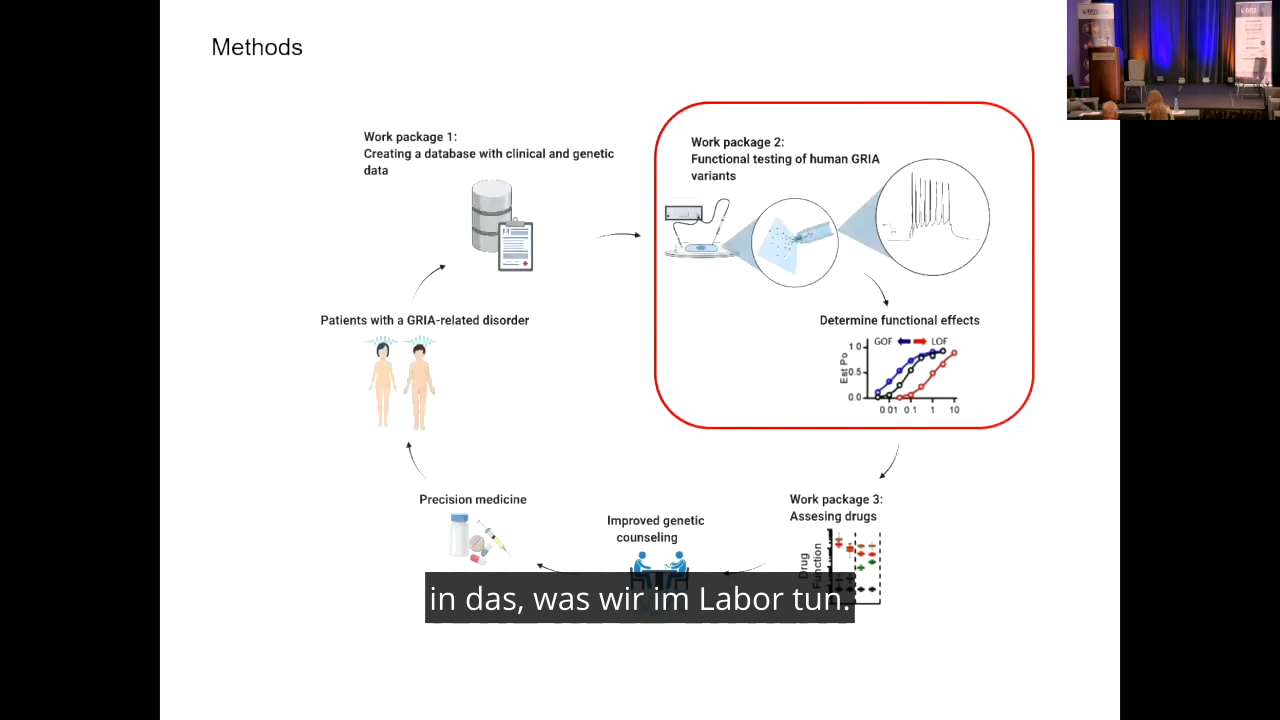 Methods
Work package 1:
Creating a database with clinical and genetic
data
Work package 2:
Functional testing of human GRIA
variants
Patients with a GRIA-related disorder
Determine functional effects
GOF
LOF
Est Po
1 0
0.5
0.0
0.01 0.1 1 10
Precision medicine
Improved genetic
counseling
Work package 3:
Assesing drugs
Drug
Function
in das, was wir im Labor tun.